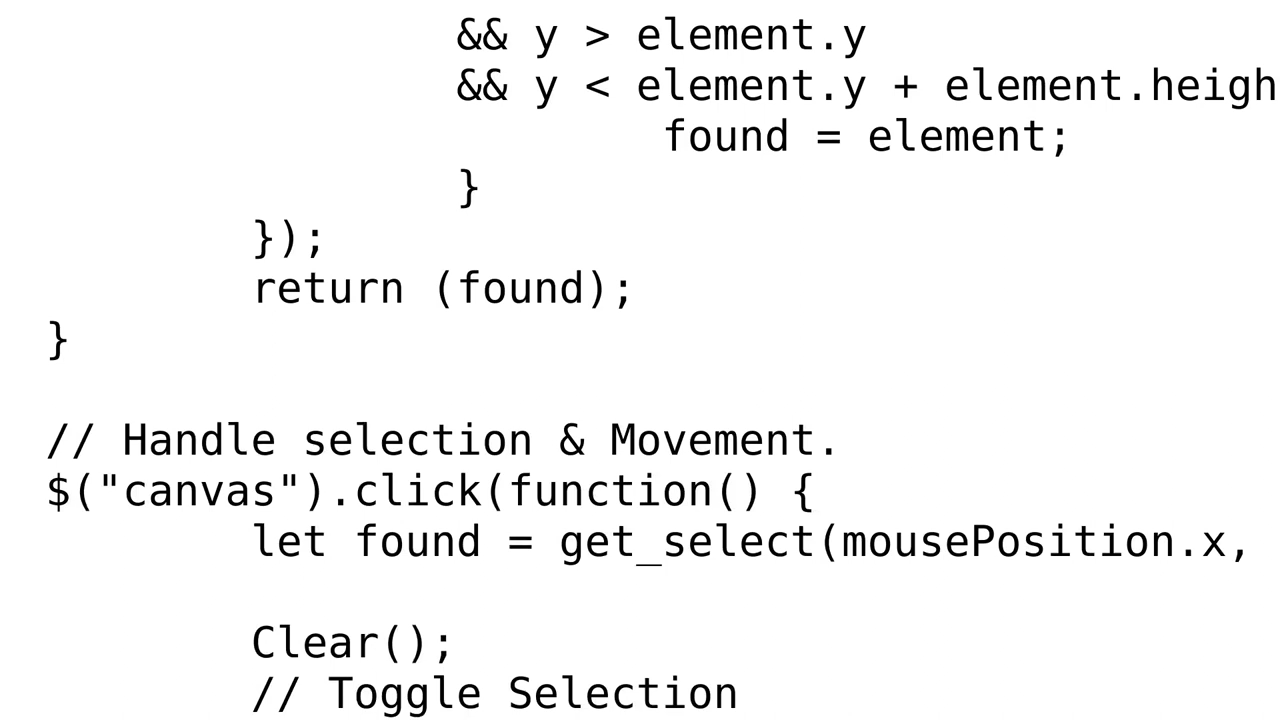 && y > element.y
&& y < element.y + element.heigh
found = element;
}
});
return (found);
}
// Handle selection & Movement.
$("canvas").click(function() {
let found = get_select(mousePosition.x,
Clear();
// Toggle Selection